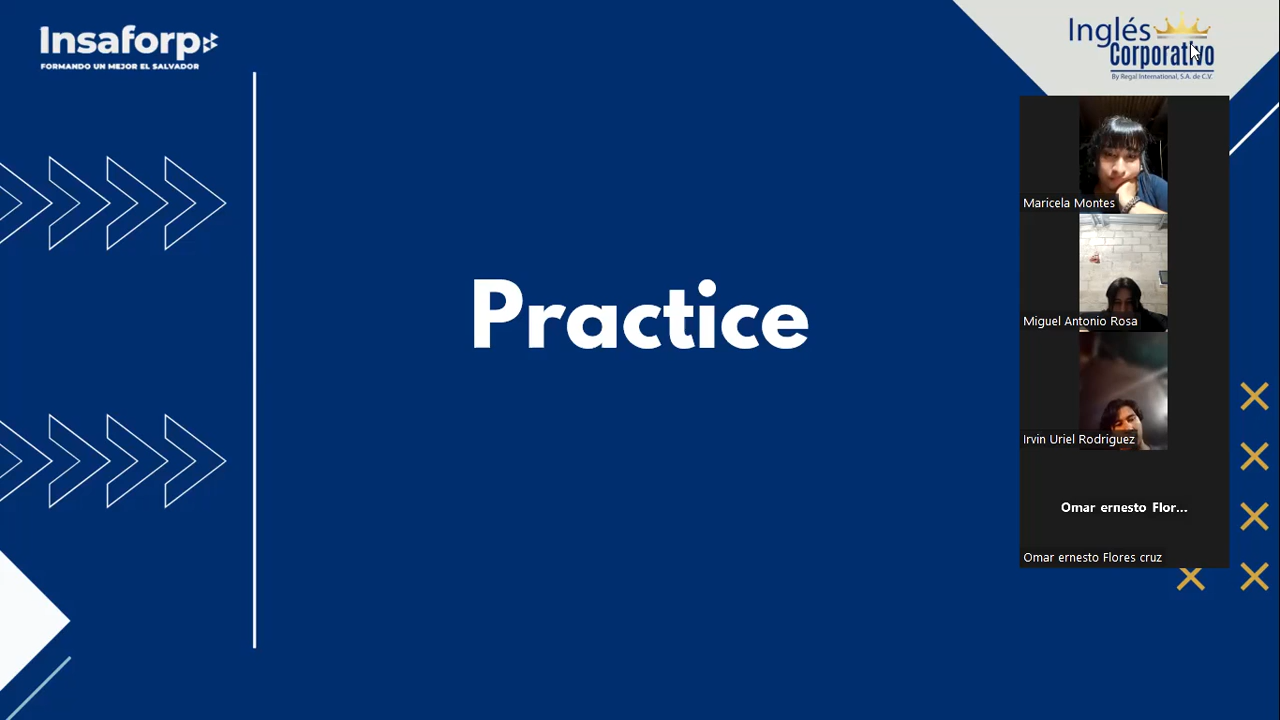 Insaforp
FORMANDO UN MEJOR EL SALVADOR
Inglés
Corporativo
By Regal International, S.A. de C.V.
Practice
Maricela Montes
Miguel Antonio Rosa
Irvin Uriel Rodriguez
Omar ernesto Flor...
Omar ernesto Flores cruz